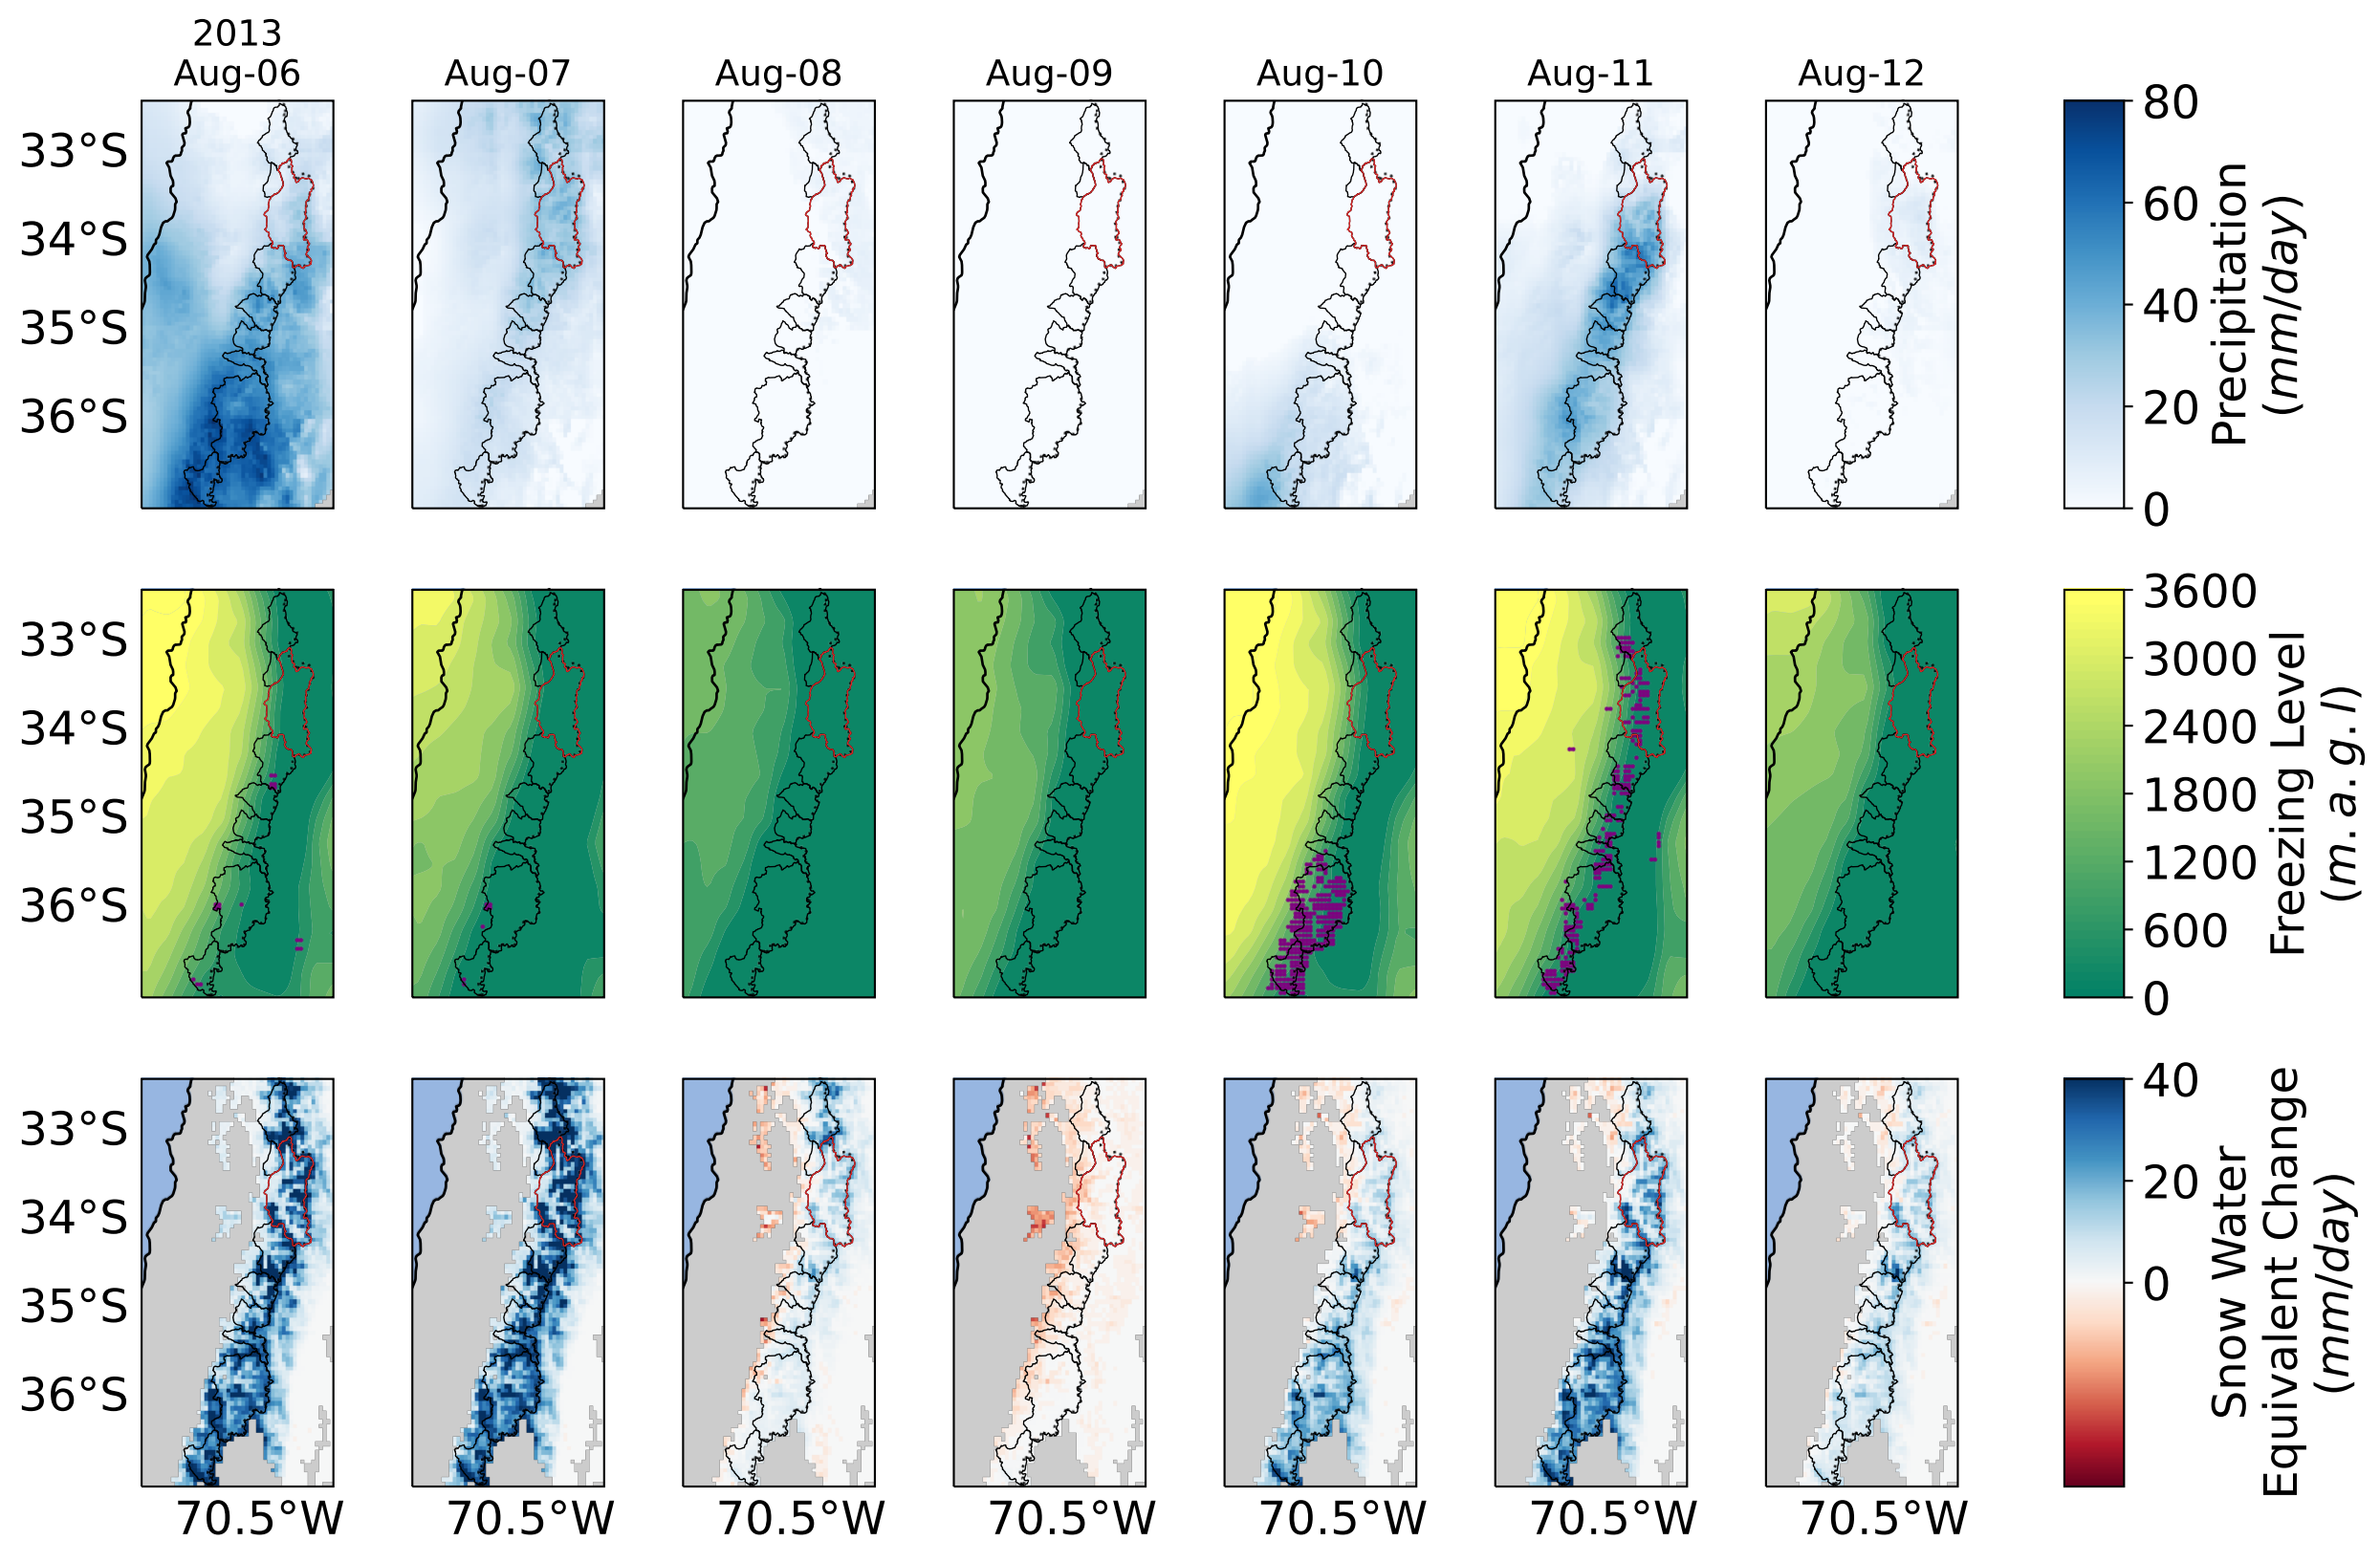 2013
Aug-06 Aug-07 Aug-08 Aug-09 Aug-10 Aug-11 Aug-12
33°S
34°S
35°S
36°S
80
60
40
20
0
Precipitation
(mm/day)
33°S
34°S
35°S
36°S
3600
3000
2400
1800
1200
600
0
Freezing Level
(m.a.g.l)
33°S
34°S
35°S
36°S
40
20
0
Snow Water
Equivalent Change
(mm/day)
70.5°W 70.5°W 70.5°W 70.5°W 70.5°W 70.5°W 70.5°W